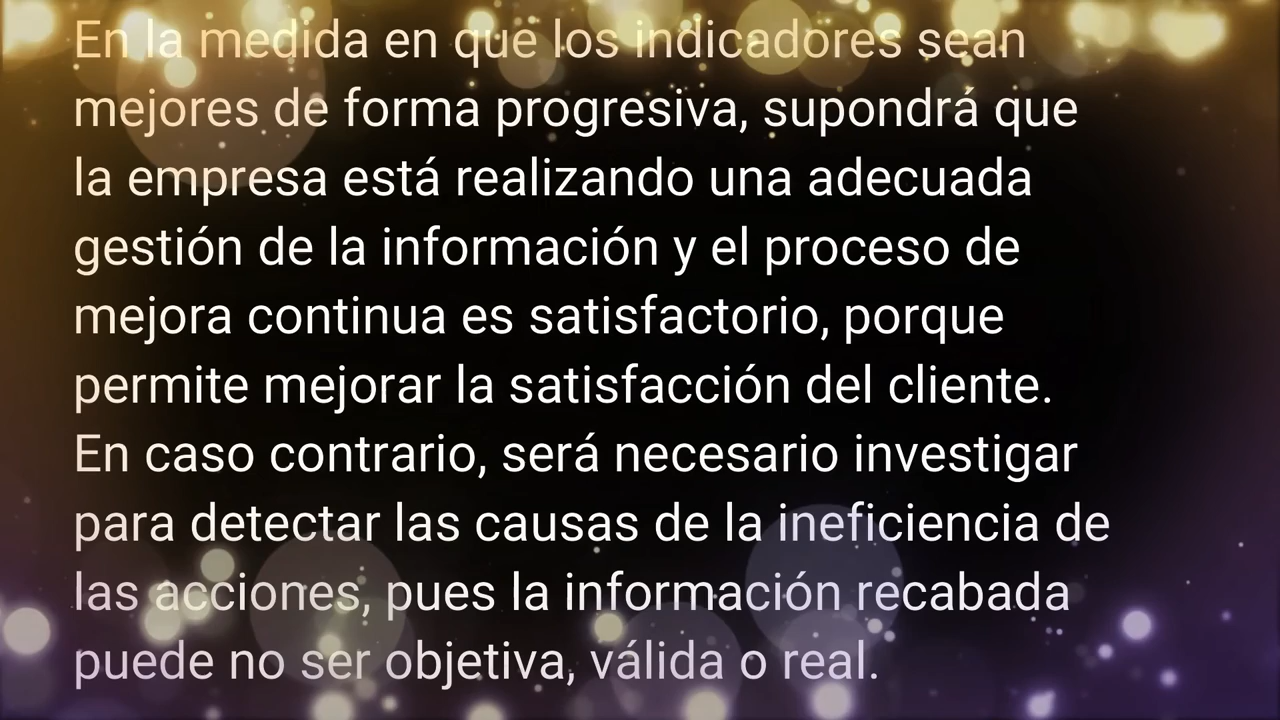 En la medida en que los indicadores sean
mejores de forma progresiva, supondrá que
la empresa está realizando una adecuada
gestión de la información y el proceso de
mejora continua es satisfactorio, porque
permite mejorar la satisfacción del cliente.
En caso contrario, será necesario investigar
para detectar las causas de la ineficiencia de
las acciones, pues la información recabada
puede no ser objetiva, válida o real.